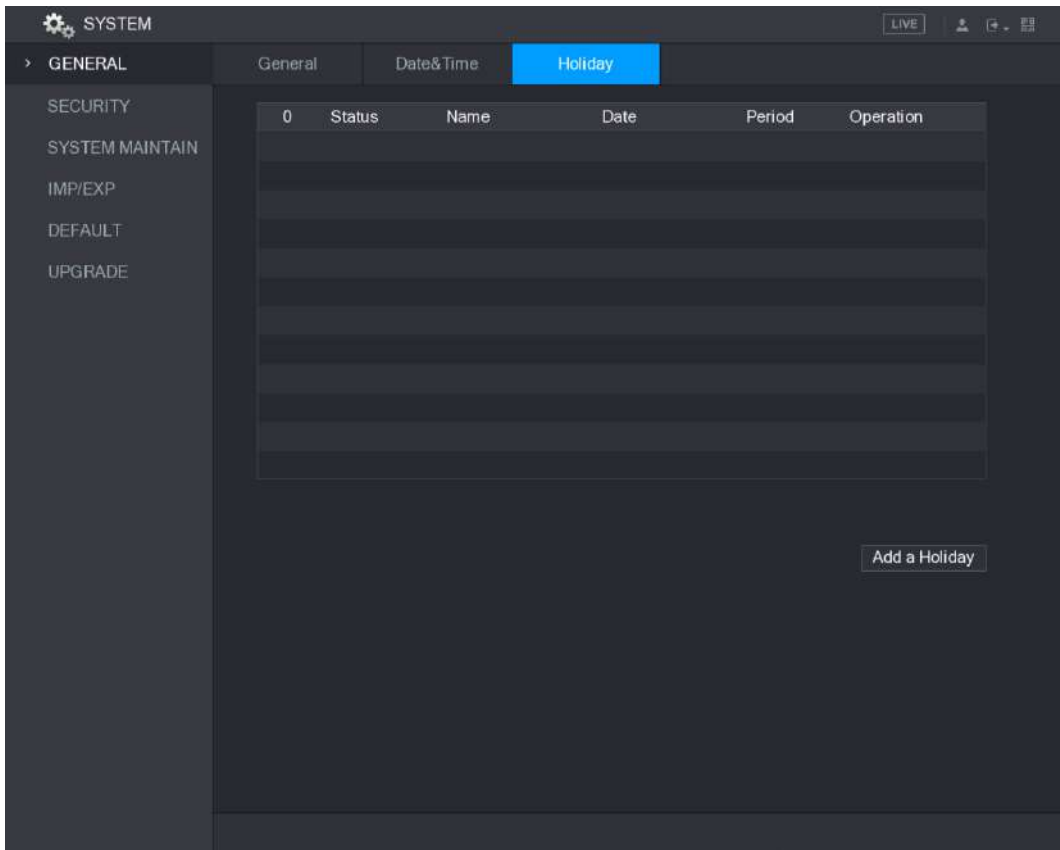 SYSTEM LIVE
> GENERAL General Date&Time Holiday
SECURITY
0 Status Name Date Period Operation
SYSTEM MAINTAIN
IMP/EXP
DEFAULT
UPGRADE
Add a Holiday